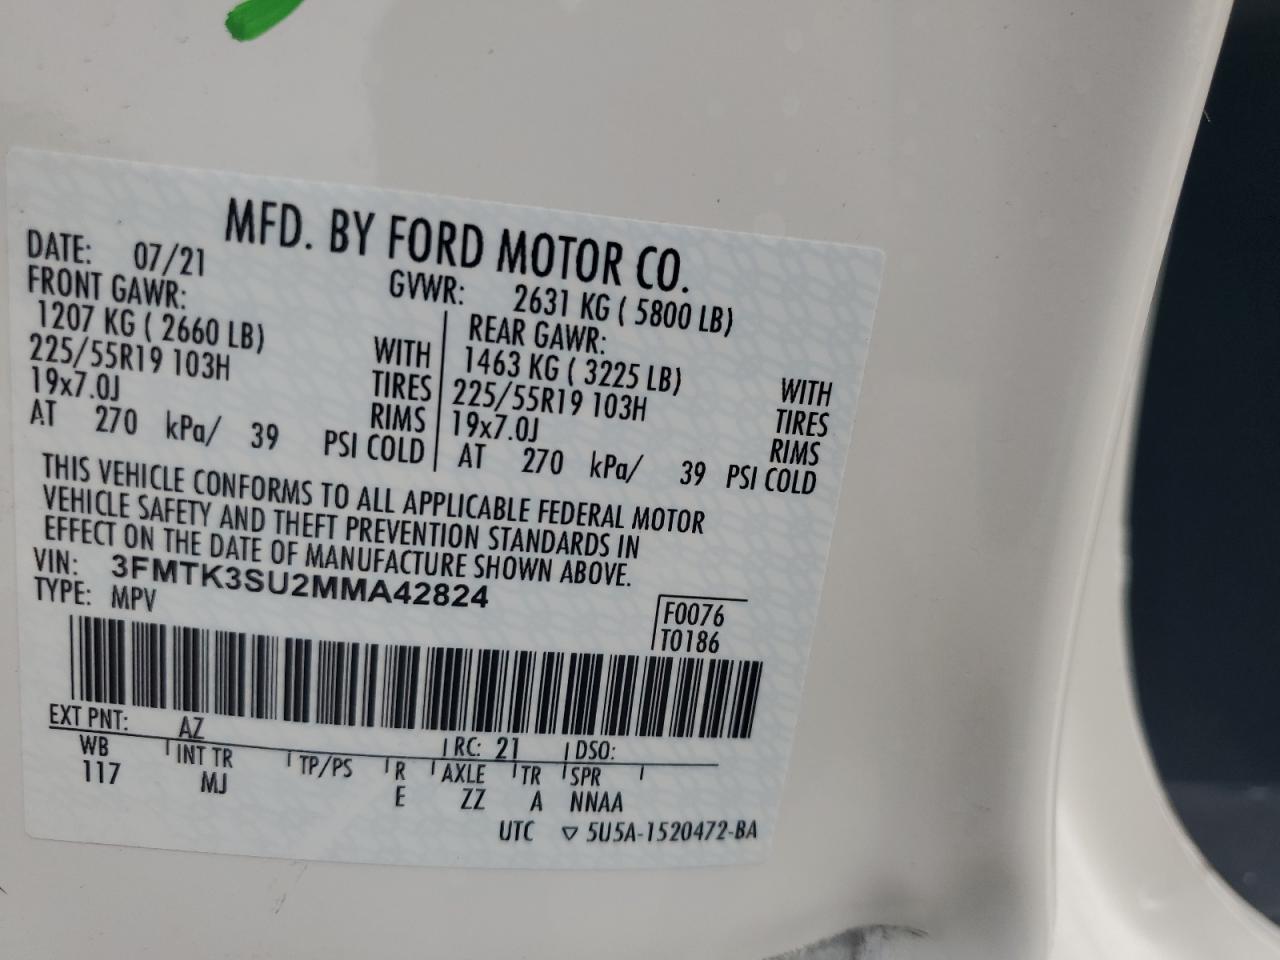 MFD. BY FORD MOTOR CO.
DATE: 07/21 GVWR: 2631 KG ( 5800 LB)
FRONT GAWR: REAR GAWR:
1207 KG ( 2660 LB) WITH 1463 KG ( 3225 LB) WITH
225/55R19 103H TIRES 225/55R19 103H TIRES
19x7.0J RIMS 19x7.0J RIMS
AT 270 kPa/ 39 PSI COLD AT 270 kPa/ 39 PSI COLD
THIS VEHICLE CONFORMS TO ALL APPLICABLE FEDERAL MOTOR
VEHICLE SAFETY AND THEFT PREVENTION STANDARDS IN
EFFECT ON THE DATE OF MANUFACTURE SHOWN ABOVE.
VIN: 3FMTK3SU2MMA42824
TYPE: MPV
F0076
T0186
EXT PNT: AZ RC: 21 DSO:
WB INT TR TP/PS R AXLE TR SPR
117 MJ E ZZ A NNAA
UTC ▽ 5U5A-1520472-BA